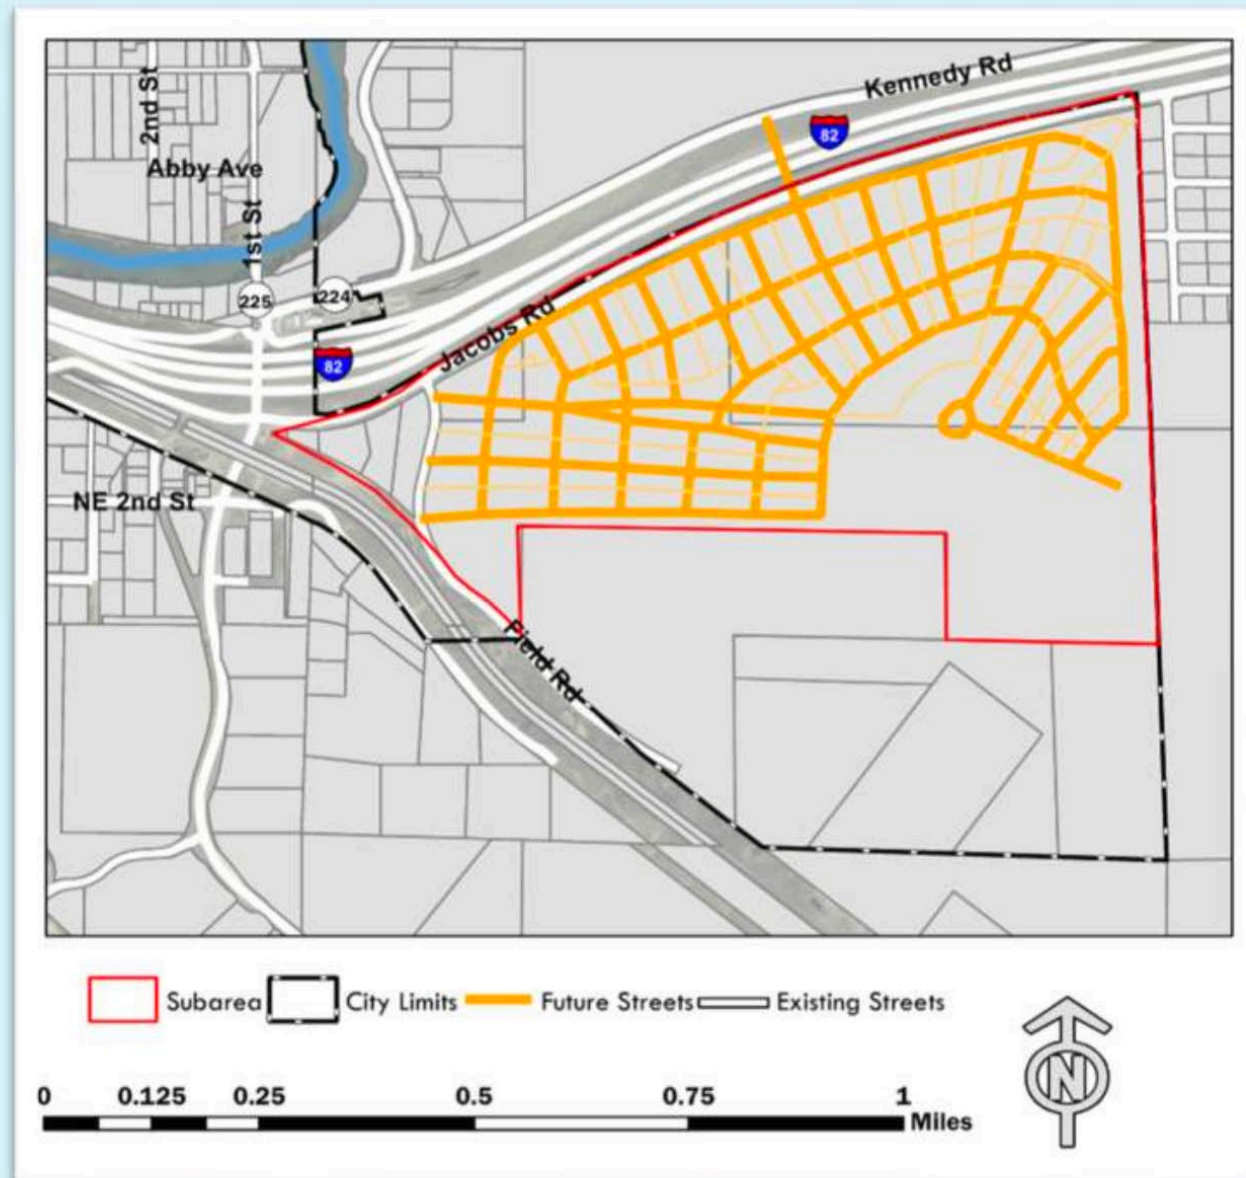 Kennedy Rd
82
2nd St
Abby Ave
1st St
225
224
Jacobs Rd
82
NE 2nd St
Field Rd
Subarea City Limits Future Streets Existing Streets
N
0 0.125 0.25 0.5 0.75 1
Miles